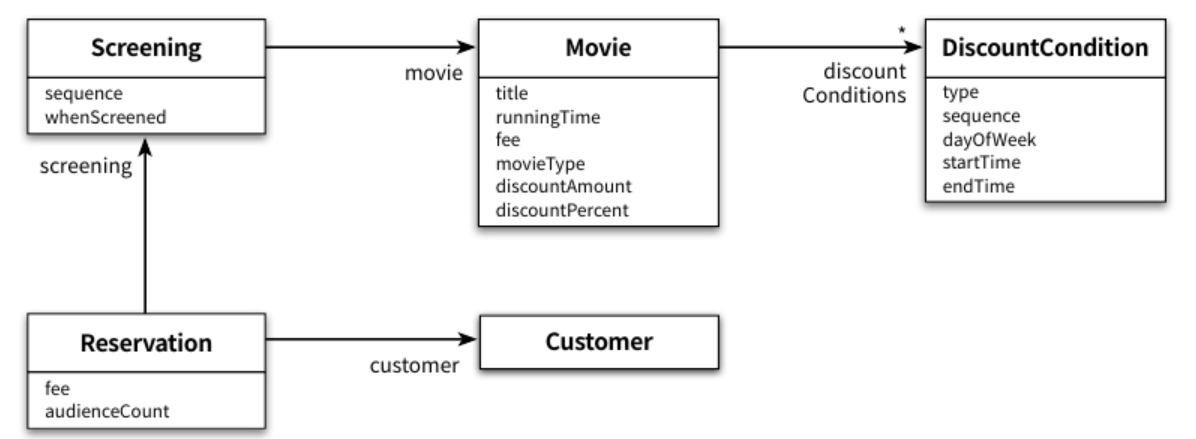 Screening
sequence
whenScreened
movie
Movie
title
runningTime
fee
movieType
discountAmount
discountPercent
*
discount
Conditions
DiscountCondition
type
sequence
dayOfWeek
startTime
endTime
screening
Reservation
fee
audienceCount
customer
Customer